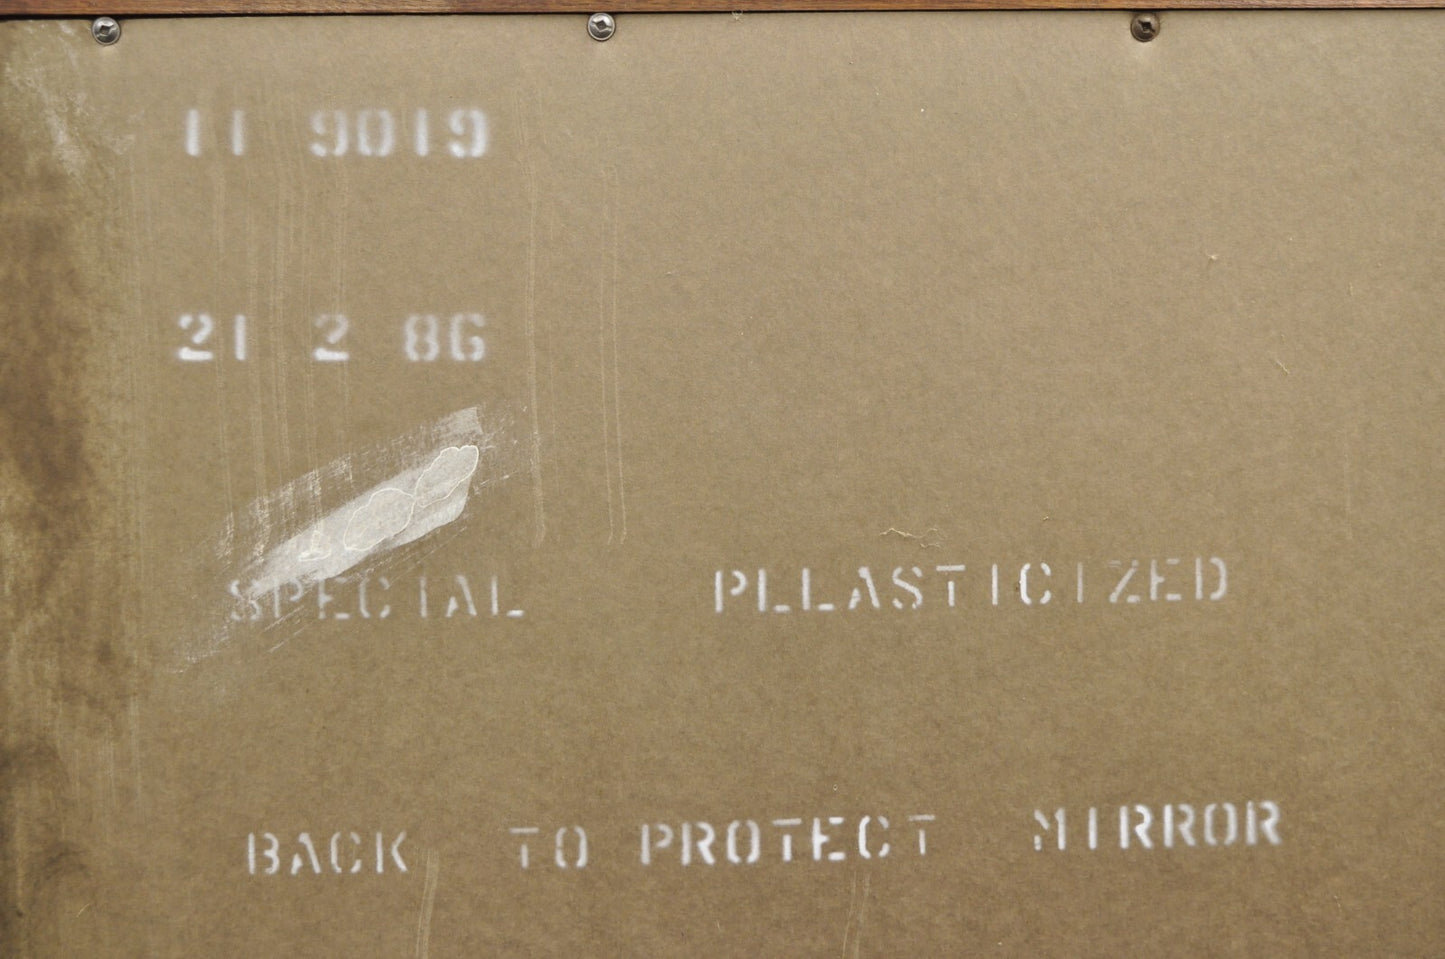 11 9019
21 2 86
SPECIAL PLLASTICIZED
BACK TO PROTECT MIRROR